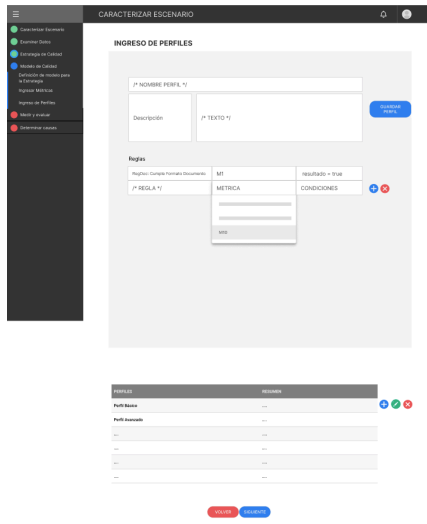 CARACTERIZAR ESCENARIO
Caracterizar Escenario
Examinar Datos
Estrategia de Calidad
Modelo de Calidad
Definición de modelo para
la Estrategia
Ingresar Métricas
Ingreso de Perfiles
Medir y evaluar
Determinar causas
INGRESO DE PERFILES
/* NOMBRE PERFIL */
Descripción
/* TEXTO */
GUARDAR
PERFIL
Reglas
RegDoc: Cumple Formato Documento
M1
resultado = true
/* REGLA */
METRICA
CONDICIONES
M10
PERFILES
RESUMEN
Perfil Básico
...
Perfil Avanzado
...
...
...
...
...
...
...
...
...
VOLVER
SIGUIENTE